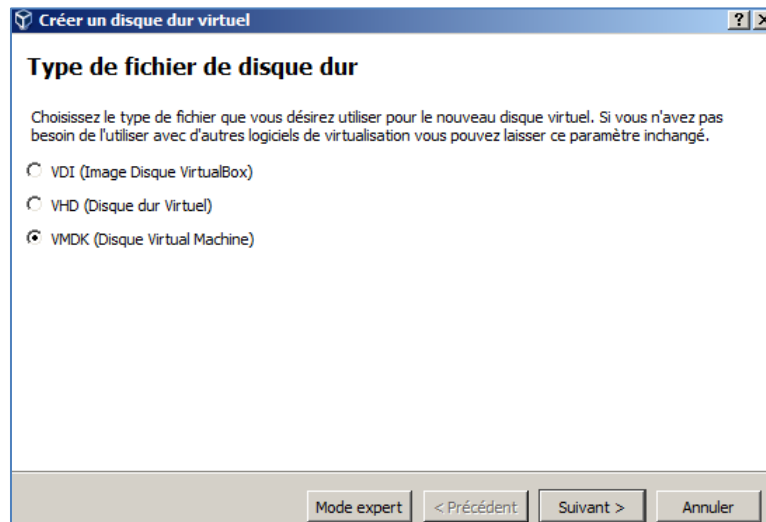 Créer un disque dur virtuel
Type de fichier de disque dur
Choisissez le type de fichier que vous désirez utiliser pour le nouveau disque virtuel. Si vous n'avez pas
besoin de l'utiliser avec d'autres logiciels de virtualisation vous pouvez laisser ce paramètre inchangé.
VDI (Image Disque VirtualBox)
VHD (Disque dur Virtuel)
VMDK (Disque Virtual Machine)
Mode expert < Précédent Suivant > Annuler